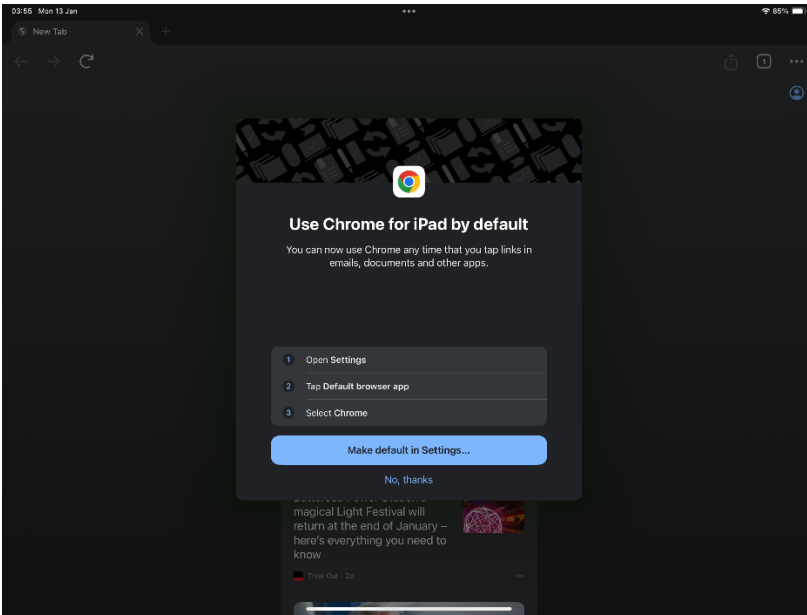 03:55 Mon 13 Jan
85%
New Tab
1
Use Chrome for iPad by default
You can now use Chrome any time that you tap links in
emails, documents and other apps.
1 Open Settings
2 Tap Default browser app
3 Select Chrome
Make default in Settings...
No, thanks
magical Light Festival will
return at the end of January –
here's everything you need to
know
Time Out · 2d